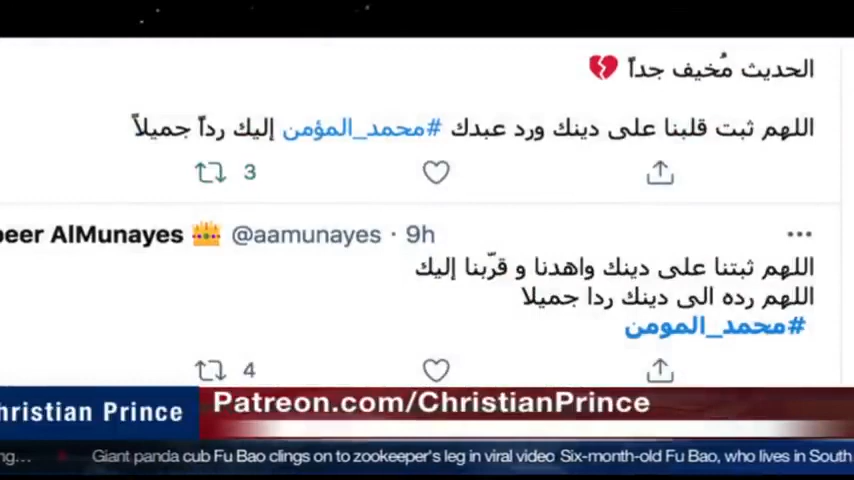 الحديث مُخيف جداً 💔
اللهم ثبت قلبنا على دينك ورد عبدك #محمد_المؤمن إليك رداً جميلاً
3
beer AlMunayes 👑 @aamunayes · 9h
اللهم ثبتنا على دينك واهدنا و قرّبنا إليك
اللهم رده الى دينك ردا جميلا
#محمد_المومن
4
hristian Prince
Patreon.com/ChristianPrince
ng... Giant panda cub Fu Bao clings on to zookeeper's leg in viral video Six-month-old Fu Bao, who lives in South